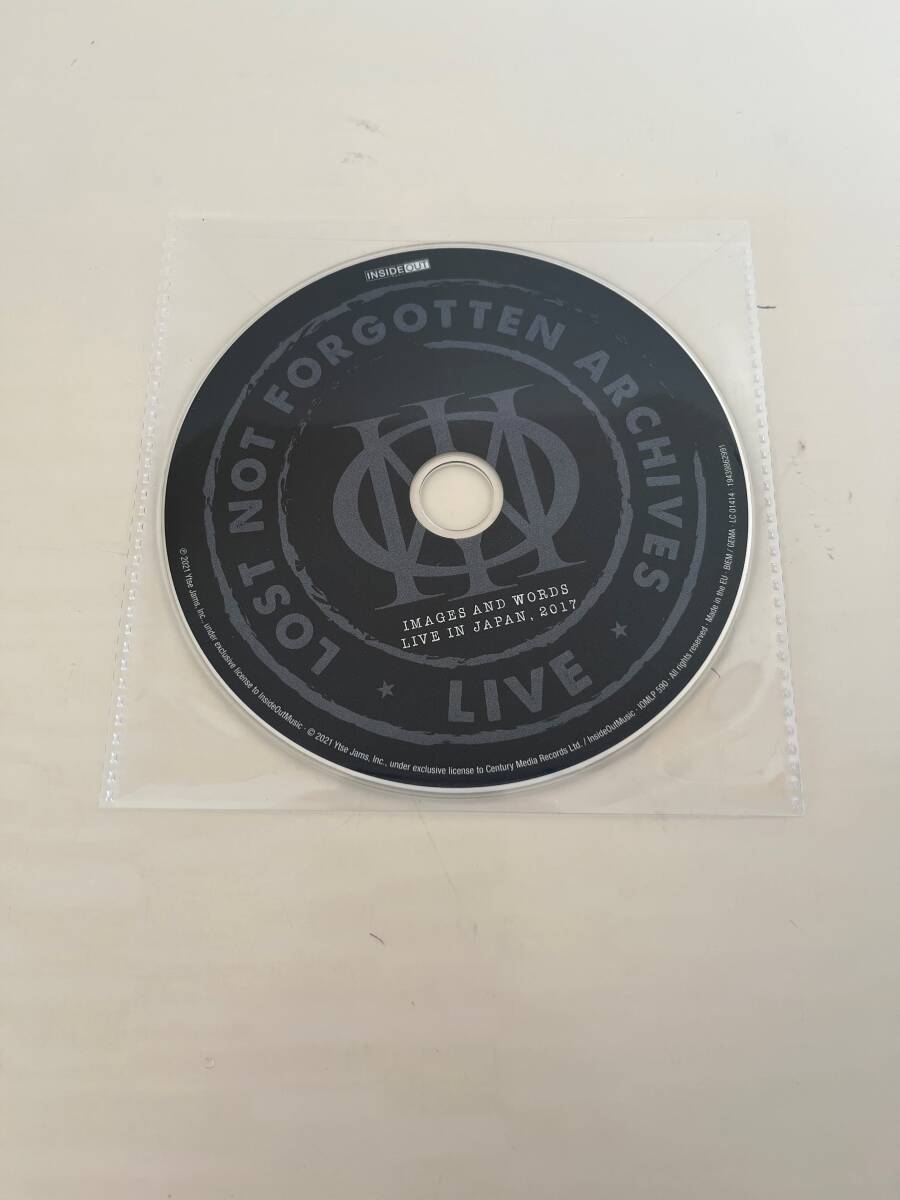 INSIDEOUT
LOST NOT FORGOTTEN ARCHIVES
IMAGES AND WORDS
LIVE IN JAPAN, 2017
★ LIVE ★
℗ 2021 Ytse Jams, Inc., under exclusive license to InsideOutMusic · © 2021 Ytse Jams, Inc., under exclusive license to Century Media Records Ltd. / InsideOutMusic · IOMLP 590 · All rights reserved · Made in the EU · BIEM / GEMA · LC 01414 · 19439862991